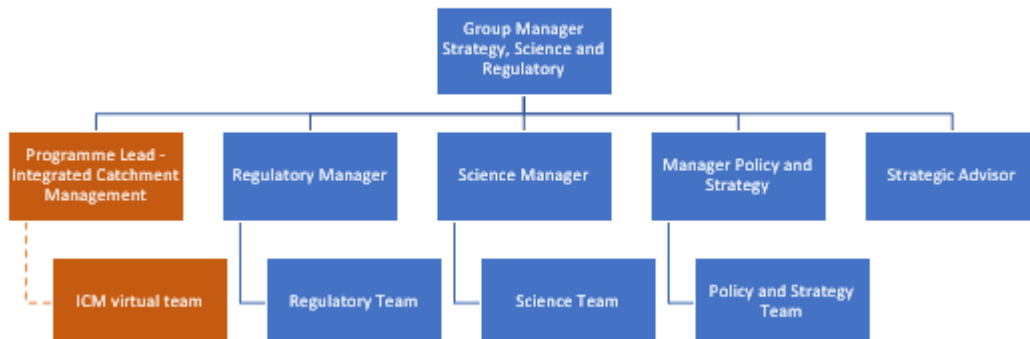 Group Manager
Strategy, Science and
Regulatory
Programme Lead -
Integrated Catchment
Management
Regulatory Manager
Science Manager
Manager Policy and
Strategy
Strategic Advisor
ICM virtual team
Regulatory Team
Science Team
Policy and Strategy
Team